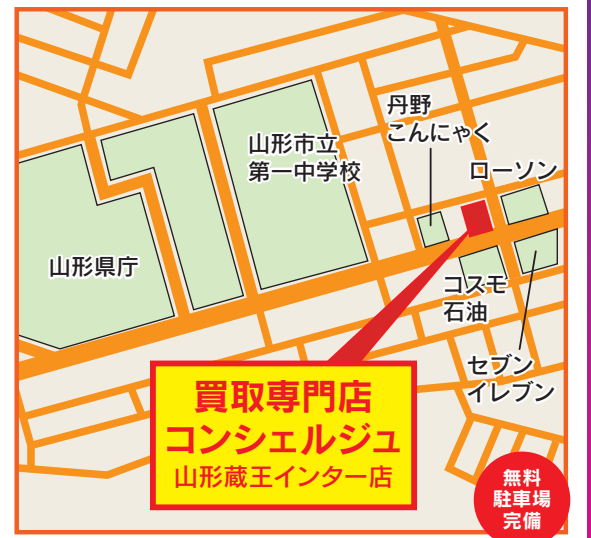 丹野
こんにゃく
山形市立
第一中学校
ローソン
山形県庁
コスモ
石油
セブン
イレブン
買取専門店
コンシェルジュ
山形蔵王インター店
無料
駐車場
完備